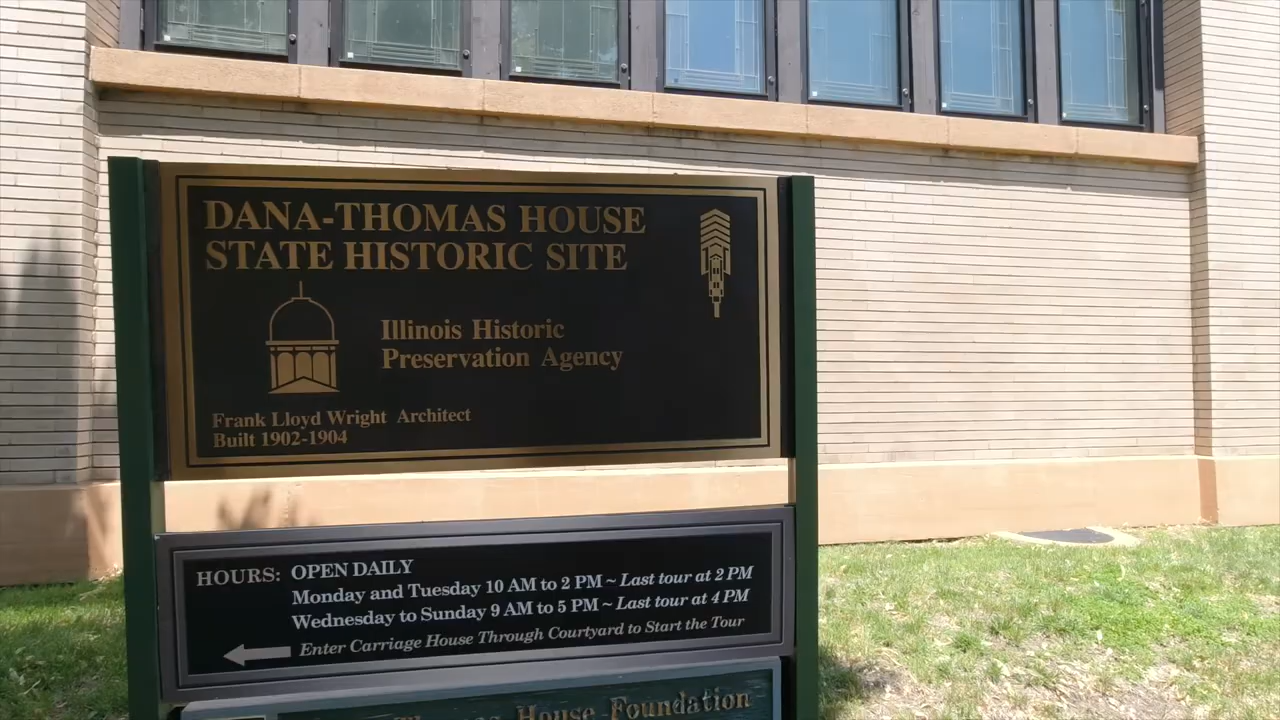 DANA-THOMAS HOUSE
STATE HISTORIC SITE
Illinois Historic
Preservation Agency
Frank Lloyd Wright Architect
Built 1902-1904
HOURS: OPEN DAILY
Monday and Tuesday 10 AM to 2 PM ~ Last tour at 2 PM
Wednesday to Sunday 9 AM to 5 PM ~ Last tour at 4 PM
Enter Carriage House Through Courtyard to Start the Tour
Thomas House Foundation